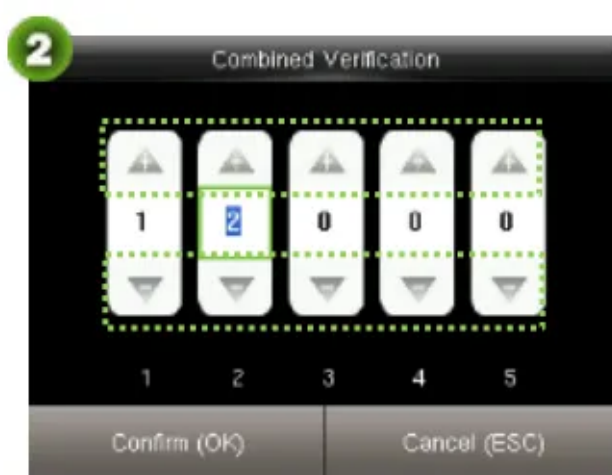 2
Combined Verification
1 2 0 0 0
1 2 3 4 5
Confirm (OK) Cancel (ESC)